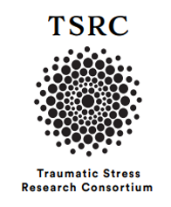 TSRC
Traumatic Stress
Research Consortium